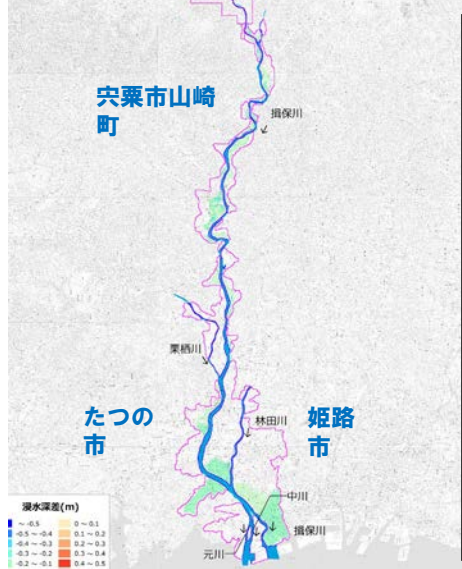 宍粟市山崎
町
揖保川
栗栖川
たつの
市
林田川
姫路
市
中川
揖保川
元川
浸水深差(m)
～ -0.5
-0.5 ～ -0.4
-0.4 ～ -0.3
-0.3 ～ -0.2
-0.2 ～ -0.1
0 ～ 0.1
0.1 ～ 0.2
0.2 ～ 0.3
0.3 ～ 0.4
0.4 ～ 0.5